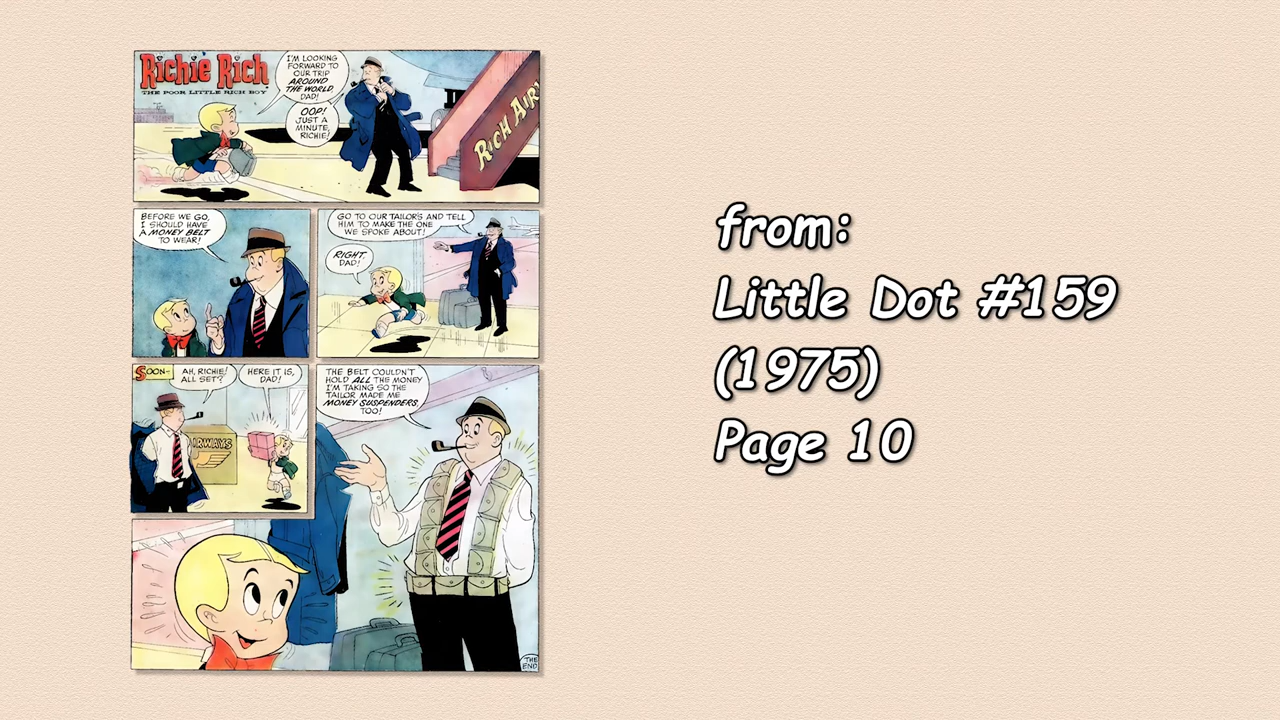 Richie Rich
THE POOR LITTLE RICH BOY
I'M LOOKING
FORWARD TO
OUR TRIP
AROUND
THE WORLD,
DAD!
OOP!
JUST A
MINUTE,
RICHIE!
RICH AIR
BEFORE WE GO,
I SHOULD HAVE
A MONEY BELT
TO WEAR!
GO TO OUR TAILOR'S AND TELL
HIM TO MAKE THE ONE
WE SPOKE ABOUT!
RIGHT,
DAD!
SOON-
AH, RICHIE!
ALL SET?
HERE IT IS,
DAD!
IRWAYS
THE BELT COULDN'T
HOLD ALL THE MONEY
I'M TAKING SO THE
TAILOR MADE ME
MONEY SUSPENDERS,
TOO!
THE
END
from:
Little Dot #159
(1975)
Page 10